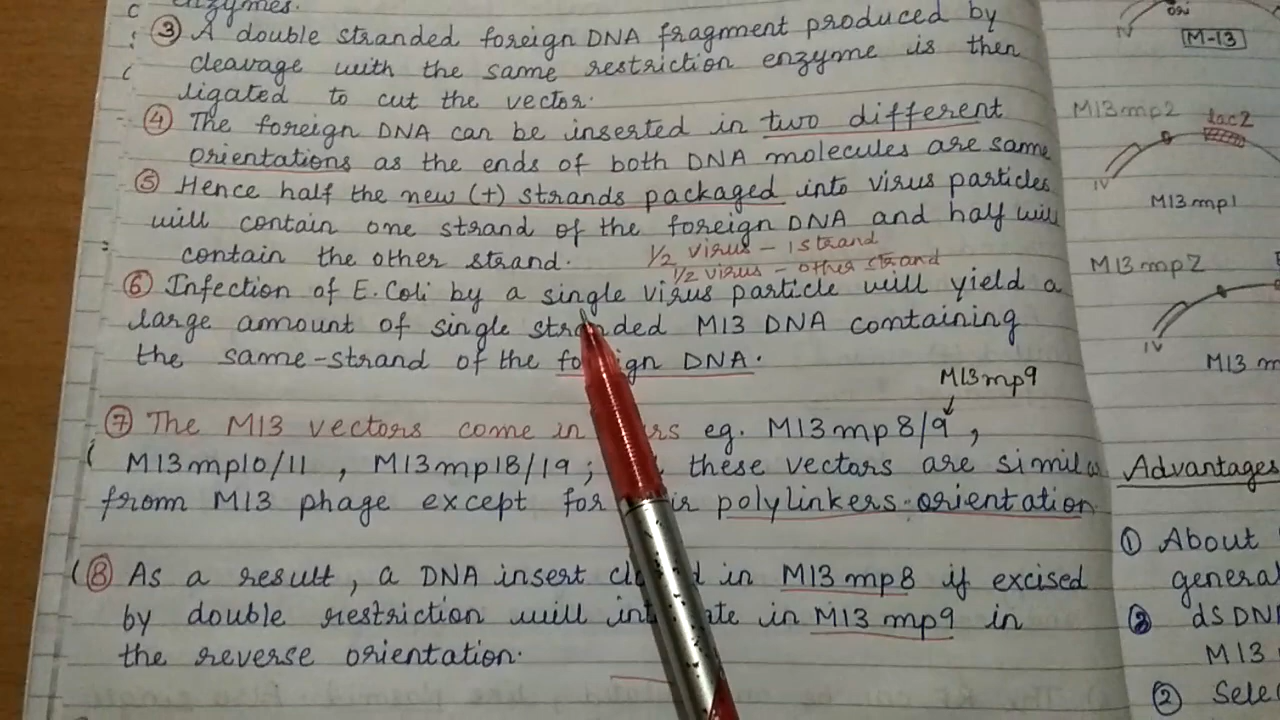 enzymes.
③ A double stranded foreign DNA fragment produced by
cleavage with the same restriction enzyme is then
ligated to cut the vector.
④ The foreign DNA can be inserted in two different
orientations as the ends of both DNA molecules are same
⑤ Hence half the new (+) strands packaged into virus particles
will contain one strand of the foreign DNA and half will
contain the other strand.
1/2 virus - 1 strand
1/2 virus - other strand
⑥ Infection of E.Coli by a single virus particle will yield a
large amount of single stranded M13 DNA containing
the same-strand of the foreign DNA.
M13mp9
⑦ The M13 vectors come in eg. M13mp8/9,
M13mp10/11, M13mp18/19; these vectors are similar
from M13 phage except for polylinkers-orientation
⑧ As a result, a DNA insert cloned in M13mp8 if excised
by double restriction will integrate in M13mp9 in
the reverse orientation.
ori
IV
M-13
M13mp2
lacZ
IV
M13mp1
M13mp2
IV
M13 m
Advantages
① About
general
② dsDN
M13
② Sele